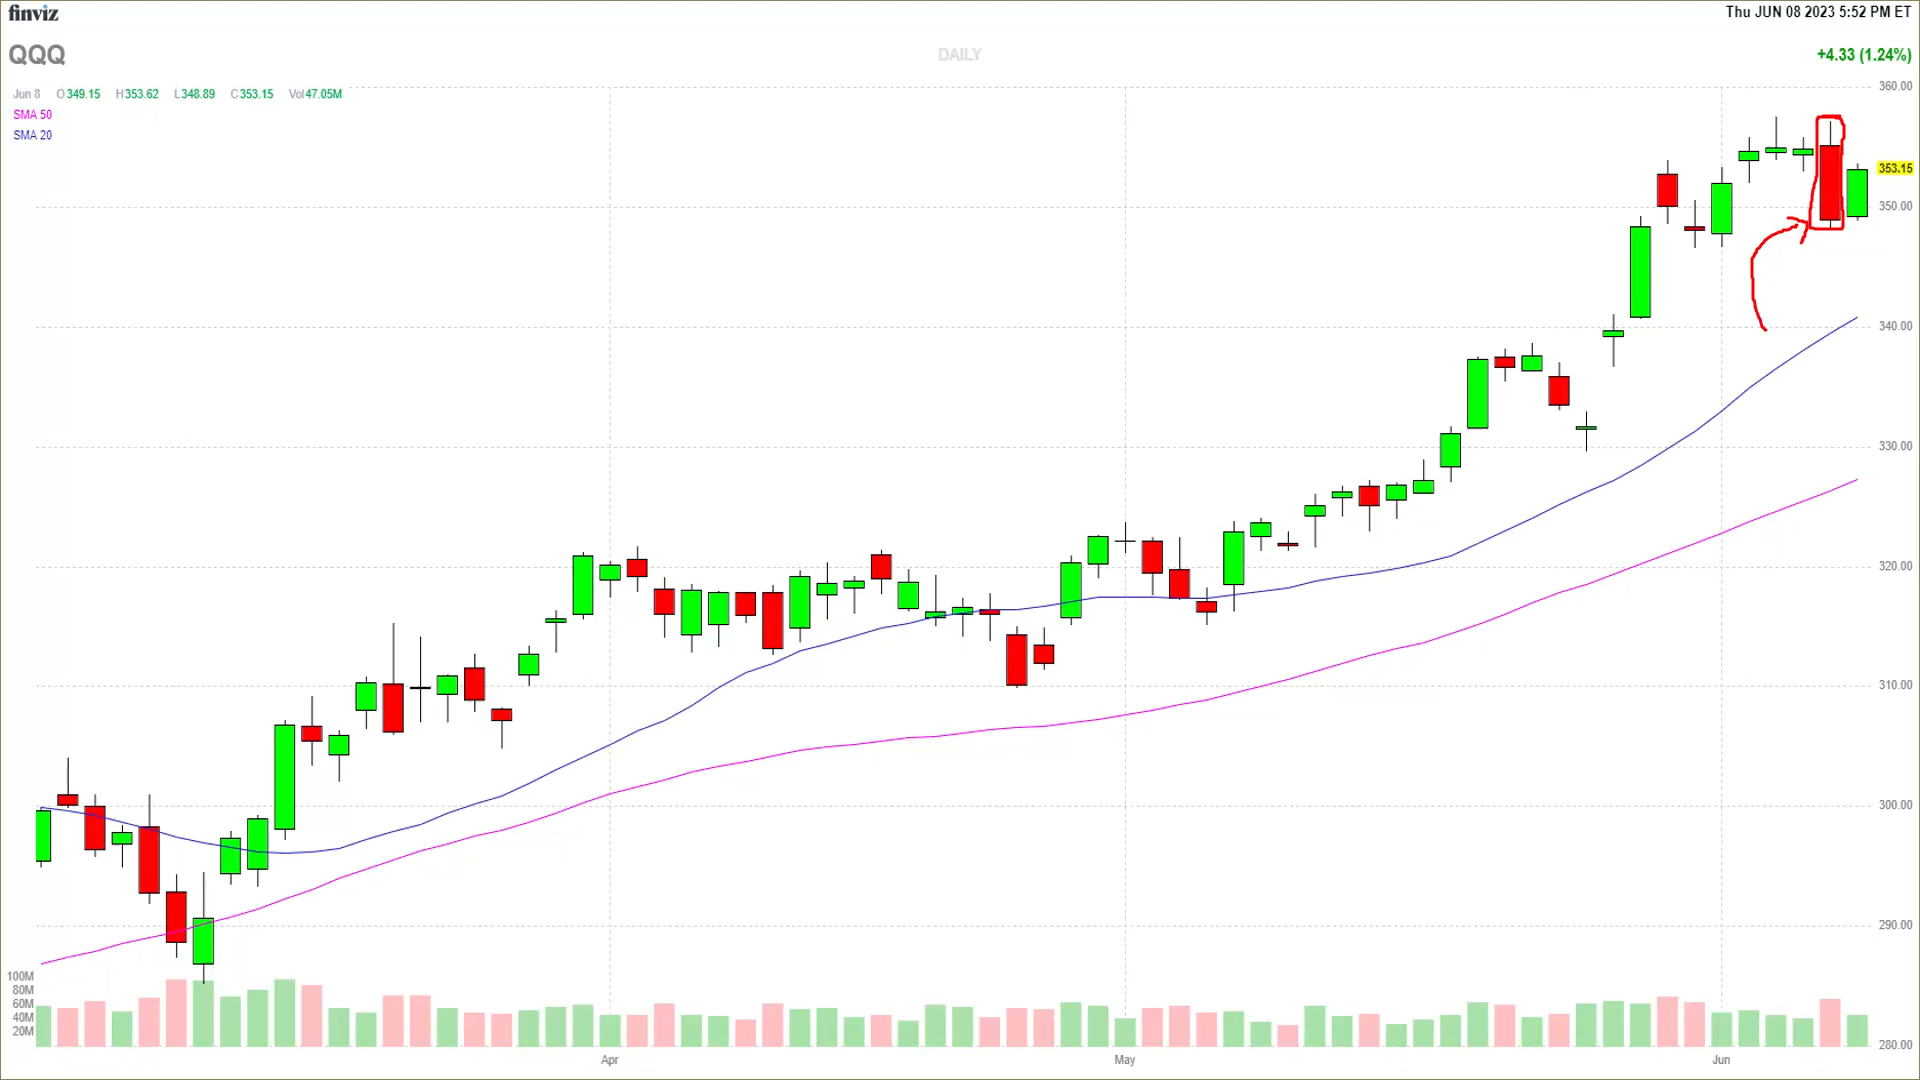 finviz
Thu JUN 08 2023 5:52 PM ET
QQQ
DAILY
+4.33 (1.24%)
Jun 8 O349.15 H353.62 L348.89 C353.15 Vol47.05M
SMA 50
SMA 20
360.00
353.15
350.00
340.00
330.00
320.00
310.00
300.00
290.00
280.00
100M
80M
60M
40M
20M
Apr May Jun